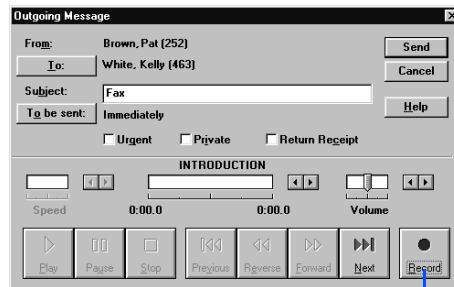 Outgoing Message
From: Brown, Pat (252)
To: White, Kelly (463)
Subject: Fax
To be sent: Immediately
Urgent Private Return Receipt
INTRODUCTION
Speed 0:00.0 0:00.0 Volume
Play Pause Stop Previous Reverse Forward Next Record
Send
Cancel
Help